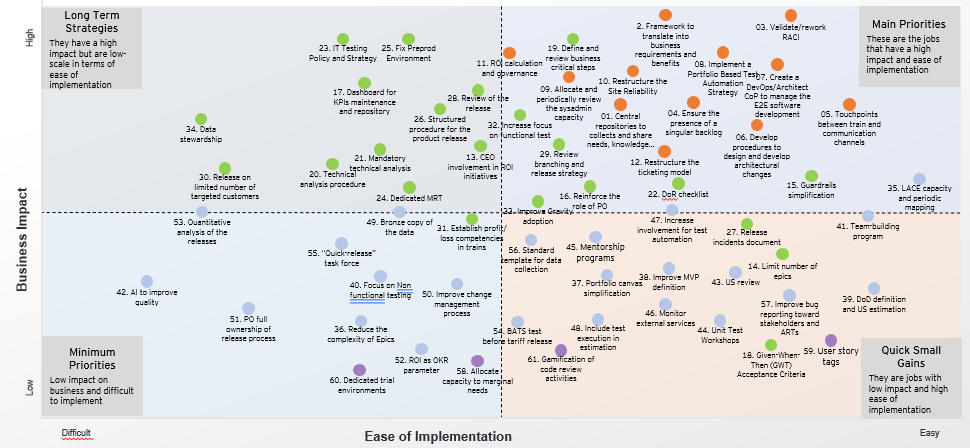 High
Long Term
Strategies
They have a high
impact but are low-
scale in terms of
ease of
implementation
23. IT Testing
Policy and Strategy
25. Fix Preprod
Environment
17. Dashboard for
KPIs maintenance
and repository
28. Review of the
release
26. Structured
procedure for the
product release
34. Data
stewardship
21. Mandatory
technical analysis
20. Technical
analysis procedure
13. CEO
involvement in ROI
initiatives
30. Release on
limited number of
targeted customers
24. Dedicated MRT
2. Framework to
translate into
business
requirements and
benefits
03. Validate/rework
RACI
Main Priorities
These are the jobs
that have a high
impact and ease of
implementation
11. ROI calculation
and governance
19. Define and
review business
critical steps
08. Implement a
Portfolio Based Test
Automation
Strategy
07. Create a
DevOps/Architect
CoP to manage the
E2E software
development
10. Restructure the
Site Reliability
09. Allocate and
periodically review
the sysadmin
capacity
01. Central
repositories to
collects and share
needs, knowledge...
04. Ensure the
presence of a
singular backlog
05. Touchpoints
between train and
communication
channels
32. Increase focus
on functional test
06. Develop
procedures to
design and develop
architectural
changes
29. Review
branching and
release strategy
12. Restructure the
ticketing model
16. Reinforce the
role of PO
22. DoR checklist
15. Guardrails
simplification
35. LACE capacity
and periodic
mapping
33. Improve Gravity
adoption
Business Impact
53. Quantitative
analysis of the
releases
49. Bronze copy of
the data
31. Establish profit/
loss competencies
in trains
55. "Quick-release"
task force
42. AI to improve
quality
40. Focus on Non
functional testing
50. Improve change
management
process
51. PO full
ownership of
release process
36. Reduce the
complexity of Epics
52. ROI as OKR
parameter
60. Dedicated trial
environments
58. Allocate
capacity to marginal
needs
Minimum
Priorities
Low impact on
business and difficult
to implement
47. Increase
involvement for test
automation
27. Release
incidents document
41. Team-building
program
56. Standard
template for data
collection
45. Mentorship
programs
14. Limit number of
epics
37. Portfolio canvas
simplification
38. Improve MVP
definition
43. US review
57. Improve bug
reporting toward
stakeholders and
ARTs
39. DoD definition
and US estimation
46. Monitor
external services
54. BATS test
before tariff release
48. Include test
execution in
estimation
44. Unit Test
Workshops
61. Gamification of
code review
activities
18. Given-When-
Then (GWT)
Acceptance Criteria
59. User story
tags
Quick Small
Gains
They are jobs with
low impact and high
ease of
implementation
Low
Difficult
Ease of Implementation
Easy